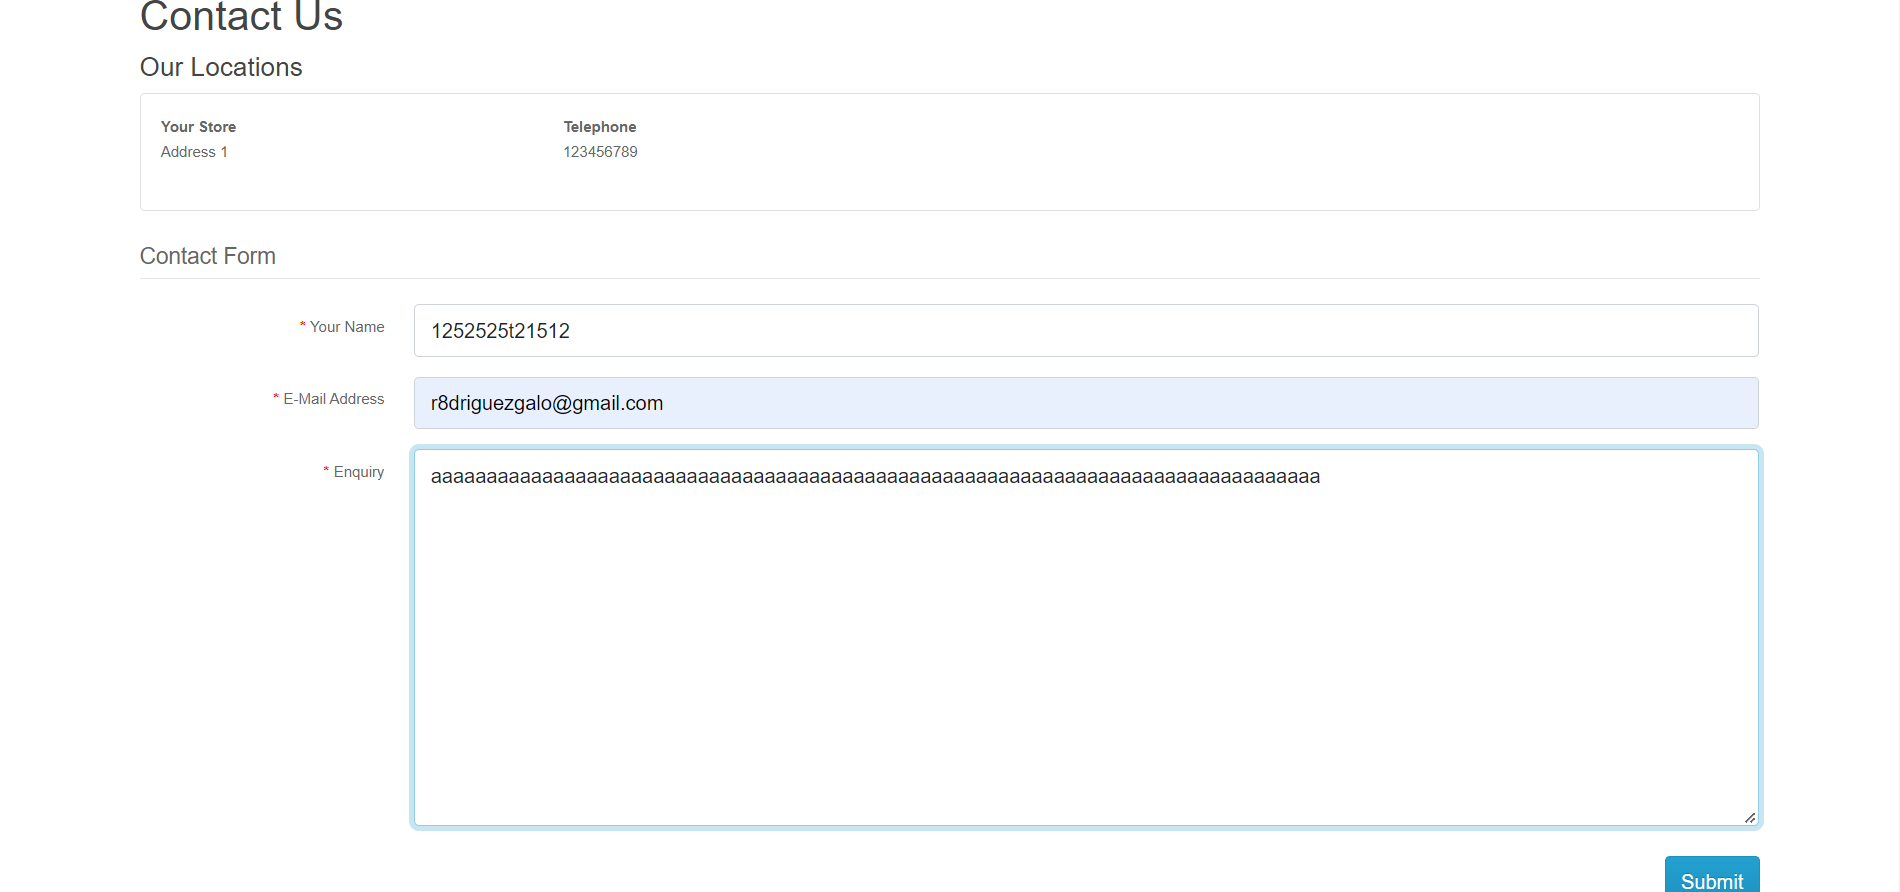 Contact Us
Our Locations
Your Store
Address 1
Telephone
123456789
Contact Form
* Your Name
1252525t21512
* E-Mail Address
r8driguezgalo@gmail.com
* Enquiry
aaaaaaaaaaaaaaaaaaaaaaaaaaaaaaaaaaaaaaaaaaaaaaaaaaaaaaaaaaaaaaaaaaaaaaaaaaaaaaaa
Submit